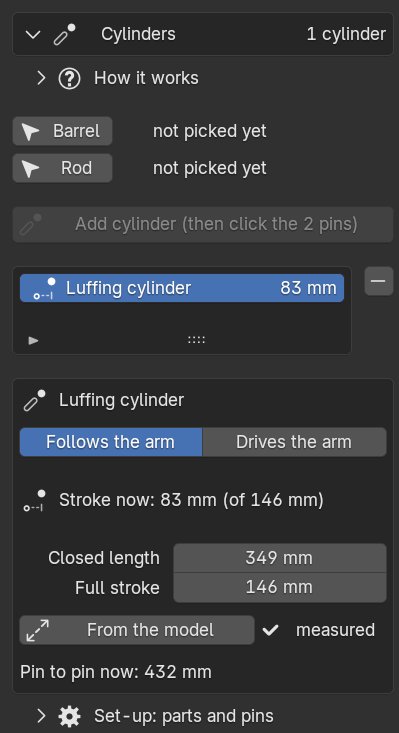 Cylinders 1 cylinder
How it works
Barrel not picked yet
Rod not picked yet
Add cylinder (then click the 2 pins)
Luffing cylinder 83 mm
Luffing cylinder
Follows the arm Drives the arm
Stroke now: 83 mm (of 146 mm)
Closed length 349 mm
Full stroke 146 mm
From the model measured
Pin to pin now: 432 mm
Set-up: parts and pins